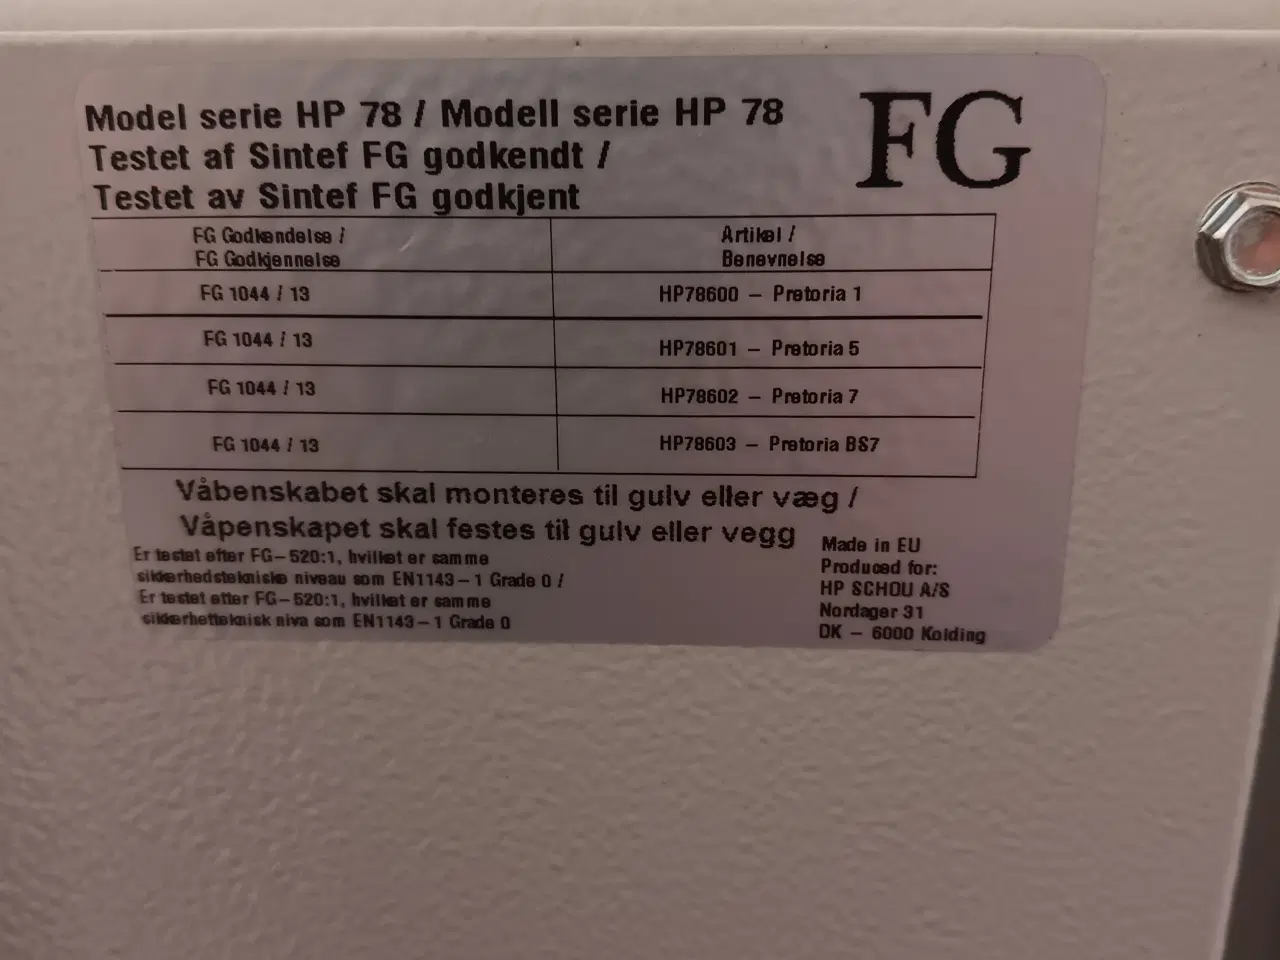 Model serie HP 78 / Modell serie HP 78
Testet af Sintef FG godkendt /
Testet av Sintef FG godkjent
FG
FG Godkendelse /
FG Godkjennelse
Artikel /
Benevnelse
FG 1044 / 13
HP78600 – Pretoria 1
FG 1044 / 13
HP78601 – Pretoria 5
FG 1044 / 13
HP78602 – Pretoria 7
FG 1044 / 13
HP78603 – Pretoria BS7
Våbenskabet skal monteres til gulv eller væg /
Våpenskapet skal festes til gulv eller vegg
Er testet efter FG–520:1, hvilket er samme
sikkerhedstekniske niveau som EN1143–1 Grade 0 /
Er testet etter FG–520:1, hvilket er samme
sikkerhetteknisk niva som EN1143–1 Grade 0
Made in EU
Produced for:
HP SCHOU A/S
Nordager 31
DK – 6000 Kolding